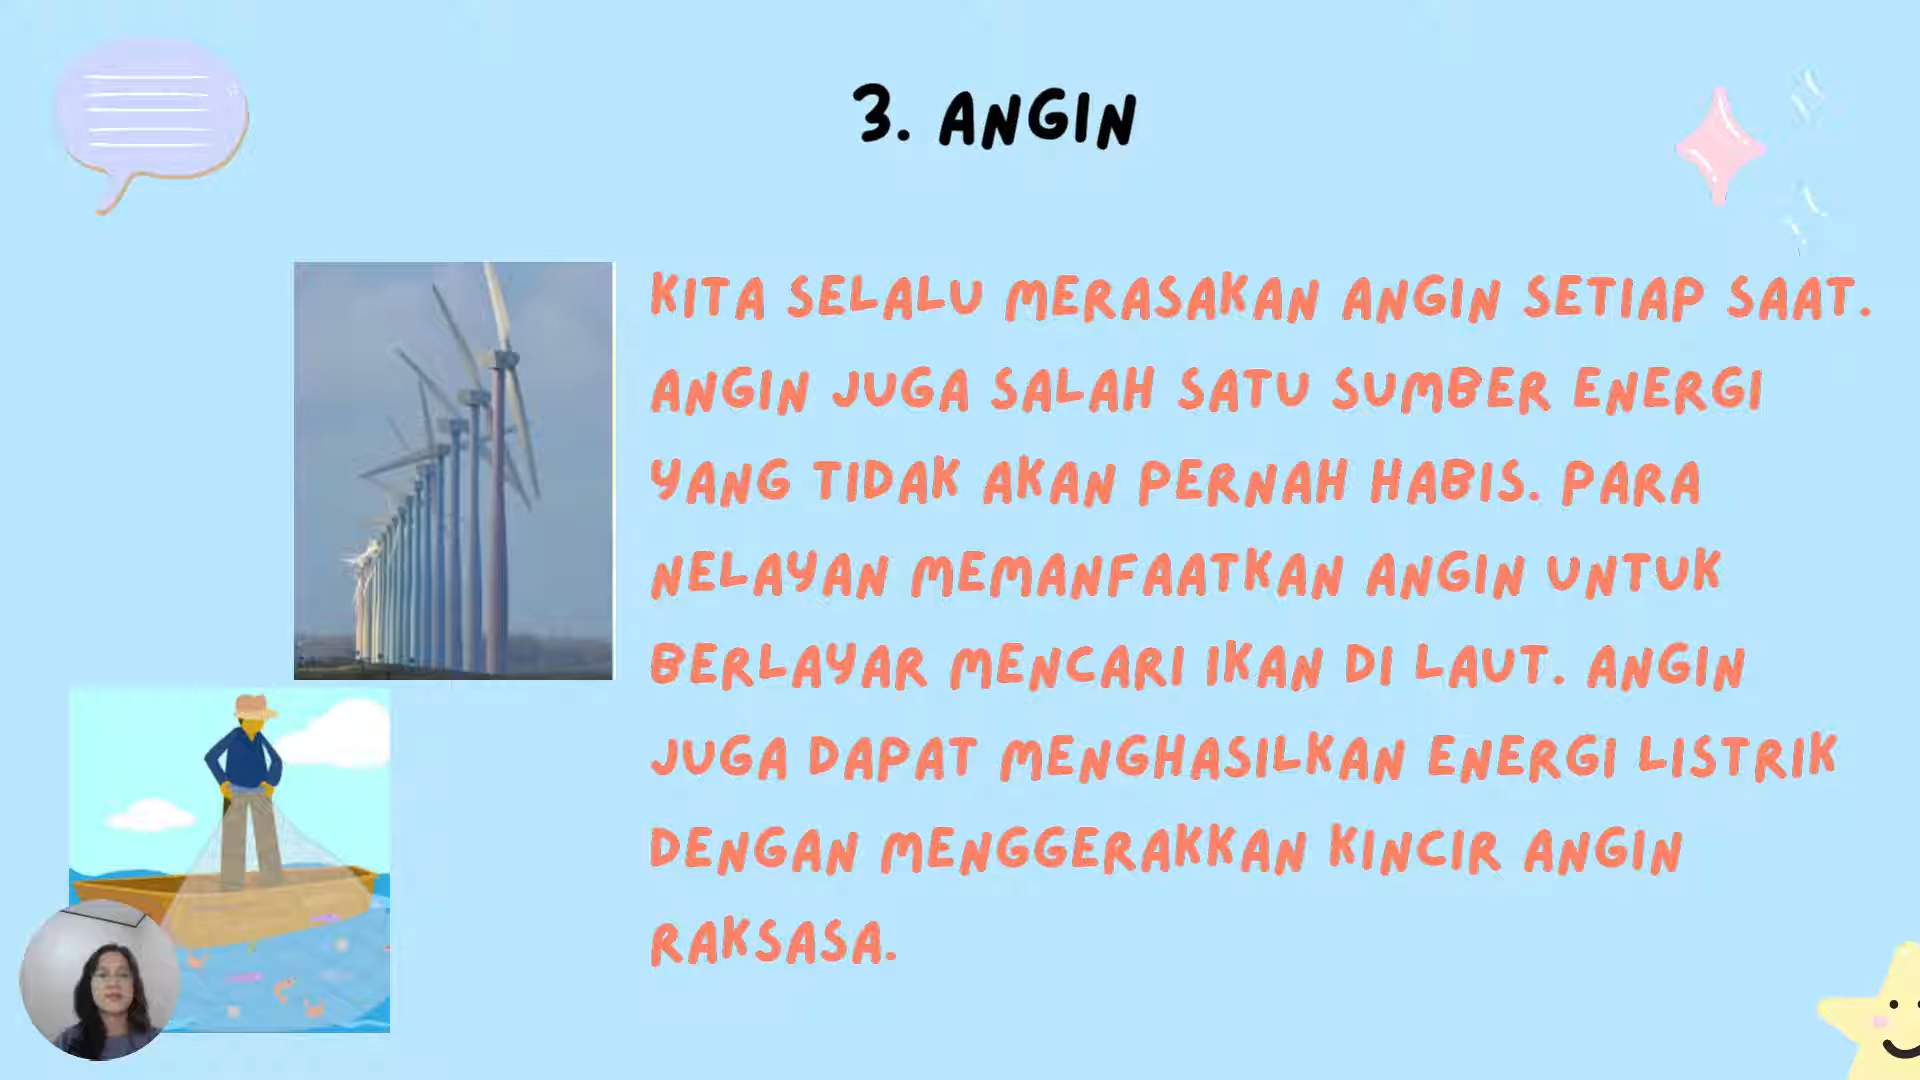 3. ANGIN
KITA SELALU MERASAKAN ANGIN SETIAP SAAT.
ANGIN JUGA SALAH SATU SUMBER ENERGI
YANG TIDAK AKAN PERNAH HABIS. PARA
NELAYAN MEMANFAATKAN ANGIN UNTUK
BERLAYAR MENCARI IKAN DI LAUT. ANGIN
JUGA DAPAT MENGHASILKAN ENERGI LISTRIK
DENGAN MENGGERAKKAN KINCIR ANGIN
RAKSASA.